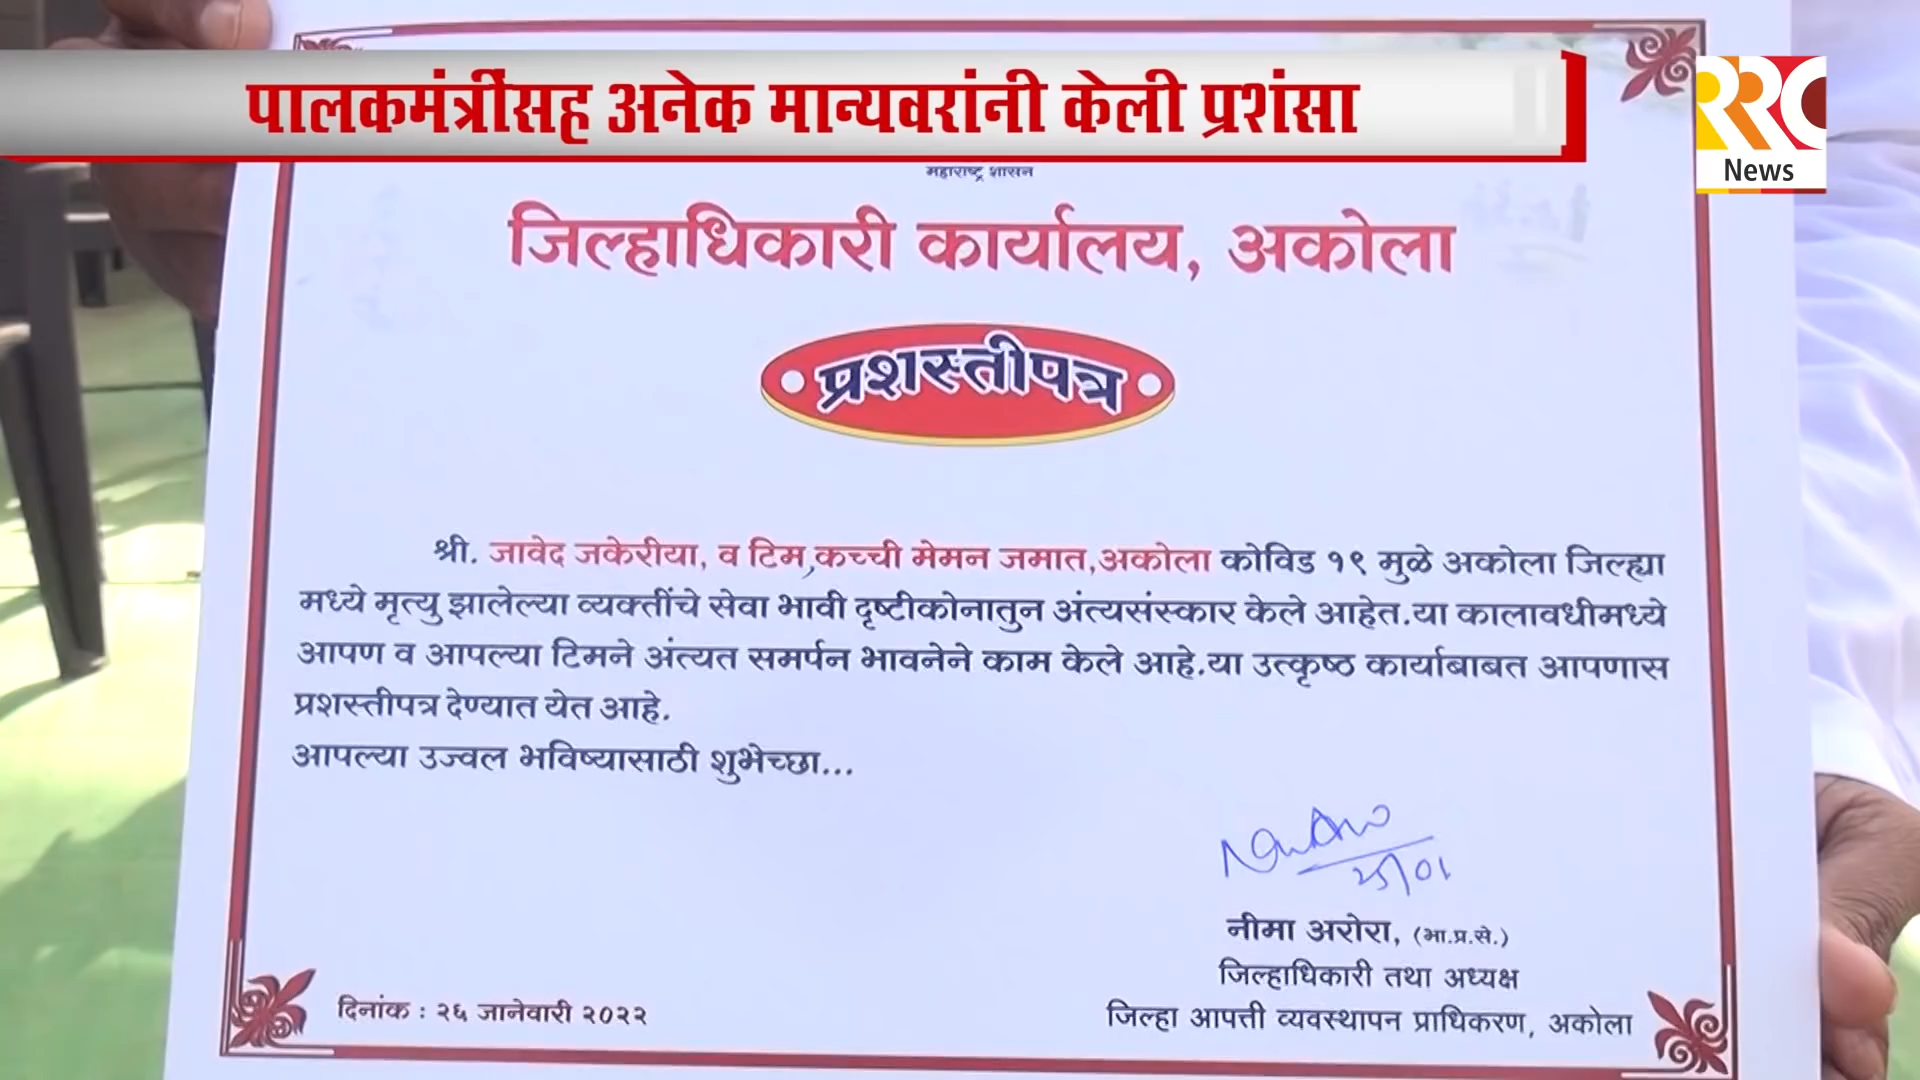 पालकमंत्रींसह अनेक मान्यवरांनी केली प्रशंसा
RRC
News
महाराष्ट्र शासन
जिल्हाधिकारी कार्यालय, अकोला
प्रशस्तीपत्र
श्री. जावेद जकेरीया, व टिम,कच्ची मेमन जमात,अकोला कोविड १९ मुळे अकोला जिल्ह्या
मध्ये मृत्यु झालेल्या व्यक्तींचे सेवा भावी दृष्टीकोनातुन अंत्यसंस्कार केले आहेत.या कालावधीमध्ये
आपण व आपल्या टिमने अंत्यत समर्पन भावनेने काम केले आहे.या उत्कृष्ठ कार्याबाबत आपणास
प्रशस्तीपत्र देण्यात येत आहे.
आपल्या उज्वल भविष्यासाठी शुभेच्छा...
25/01
नीमा अरोरा, (भा.प्र.से.)
जिल्हाधिकारी तथा अध्यक्ष
जिल्हा आपत्ती व्यवस्थापन प्राधिकरण, अकोला
दिनांक : २६ जानेवारी २०२२